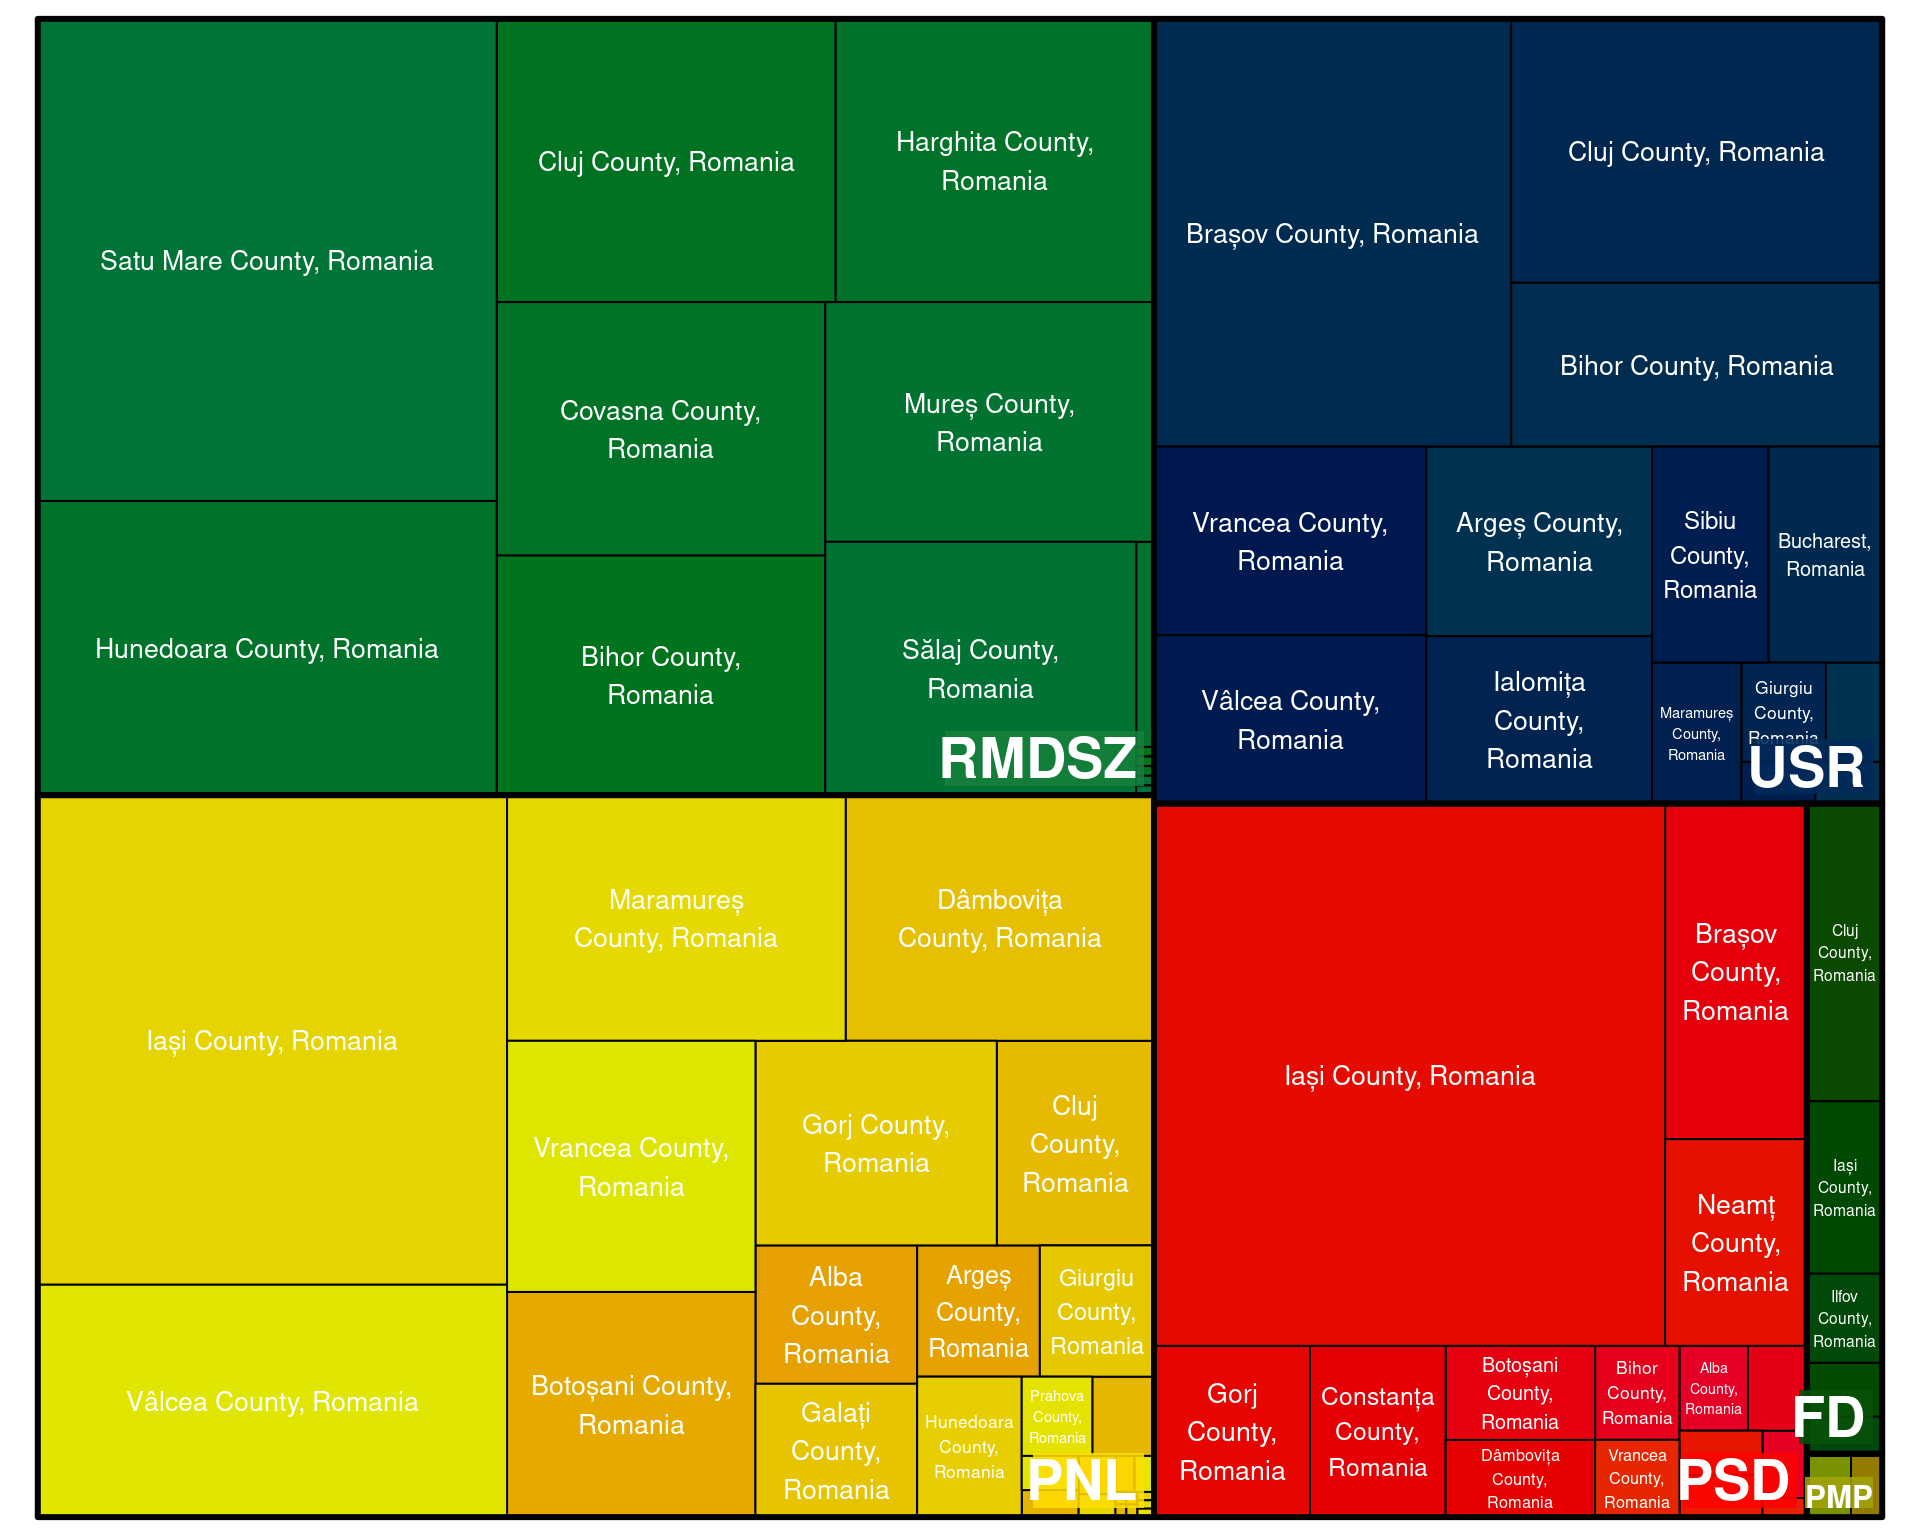 Satu Mare County, Romania
Hunedoara County, Romania
Cluj County, Romania
Harghita County,
Romania
Covasna County,
Romania
Mureș County,
Romania
Bihor County,
Romania
Sălaj County,
Romania
RMDSZ
Brașov County, Romania
Cluj County, Romania
Bihor County, Romania
Vrancea County,
Romania
Argeș County,
Romania
Sibiu
County,
Romania
Bucharest,
Romania
Vâlcea County,
Romania
Ialomița
County,
Romania
Maramureș
County,
Romania
Giurgiu
County,
Romania
USR
Iași County, Romania
Vâlcea County, Romania
Maramureș
County, Romania
Dâmbovița
County, Romania
Vrancea County,
Romania
Gorj County,
Romania
Cluj
County,
Romania
Botoșani County,
Romania
Alba
County,
Romania
Argeș
County,
Romania
Giurgiu
County,
Romania
Galați
County,
Romania
Hunedoara
County,
Romania
Prahova
County,
Romania
PNL
Iași County, Romania
Brașov
County,
Romania
Neamț
County,
Romania
Gorj
County,
Romania
Constanța
County,
Romania
Botoșani
County,
Romania
Dâmbovița
County,
Romania
Bihor
County,
Romania
Vrancea
County,
Romania
Alba
County,
Romania
PSD
Cluj
County,
Romania
Iași
County,
Romania
Ilfov
County,
Romania
FD
PMP